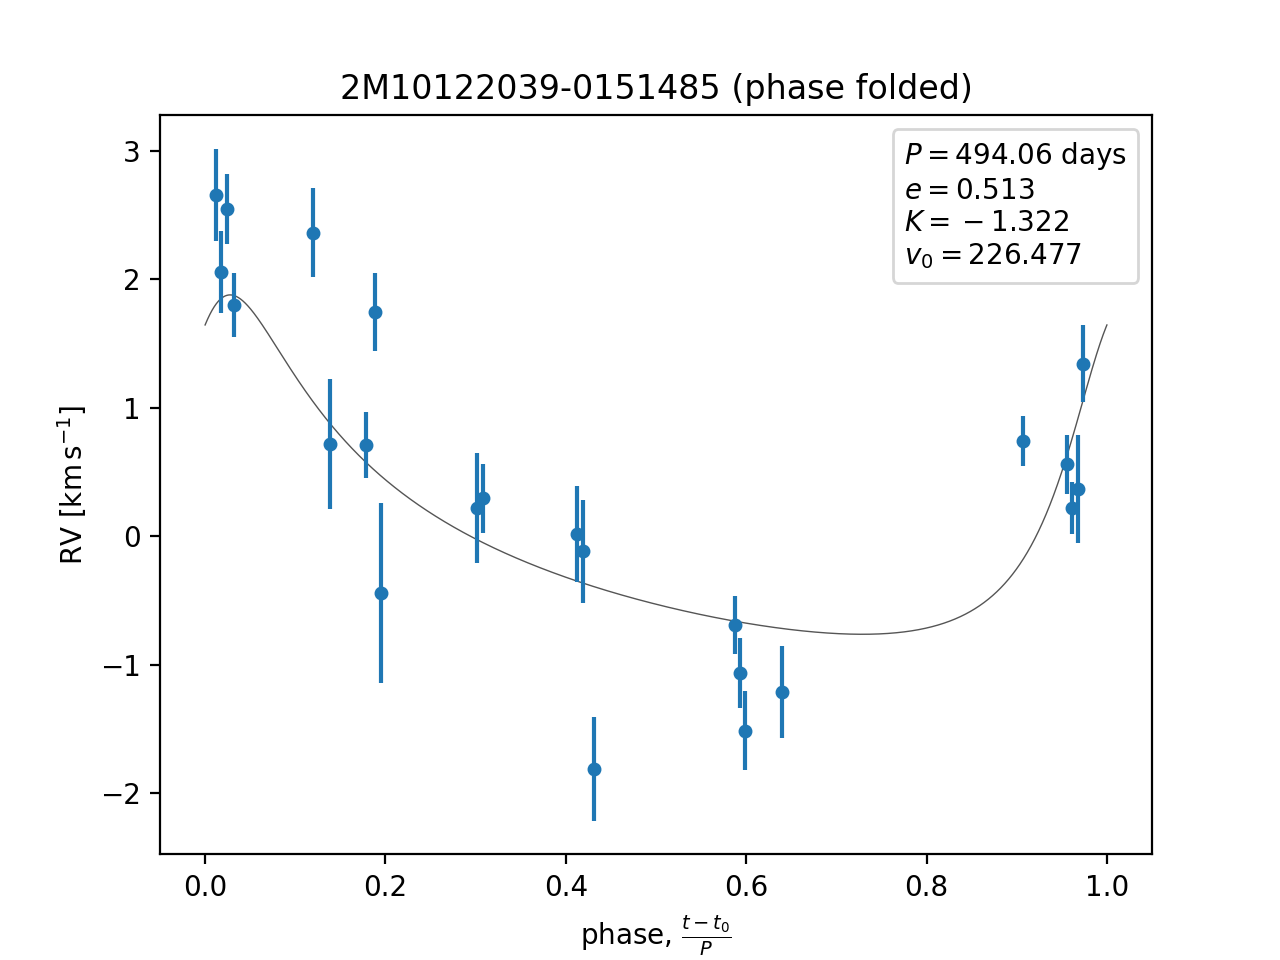 2M10122039-0151485 (phase folded)
P = 494.06 days
e = 0.513
K = −1.322
v₀ = 226.477
3
2
1
0
−1
−2
RV [km s⁻¹]
0.0 0.2 0.4 0.6 0.8 1.0
phase, (t − t₀)/P